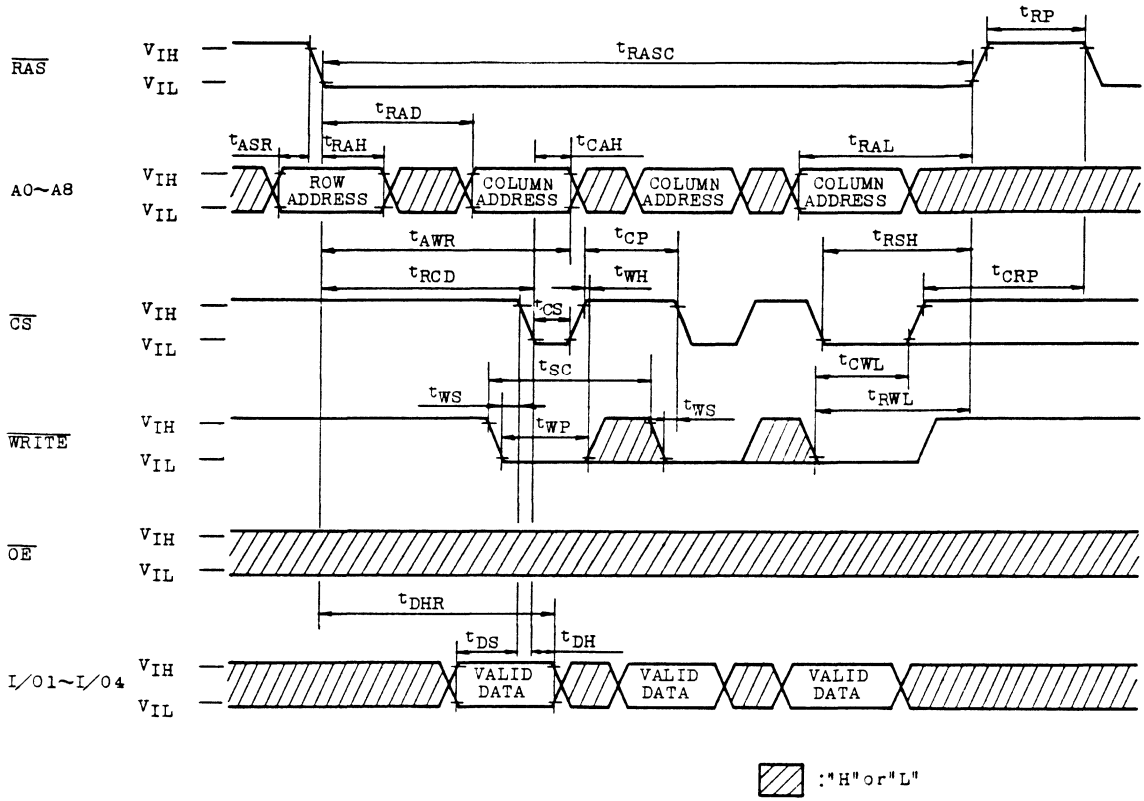 tRP
VIH
tRASC
RAS
VIL
tRAD
tASR
tRAH
tCAH
tRAL
VIH
A0~A8
ROW ADDRESS
COLUMN ADDRESS
COLUMN ADDRESS
COLUMN ADDRESS
VIL
tAWR
tCP
tRSH
tRCD
tWH
tCRP
VIH
CS
tCS
VIL
tCWL
tSC
tWS
tWP
tWS
tRWL
VIH
WRITE
VIL
VIH
OE
VIL
tDHR
tDS
tDH
VIH
I/O1~I/O4
VALID DATA
VALID DATA
VALID DATA
VIL
:"H"or"L"